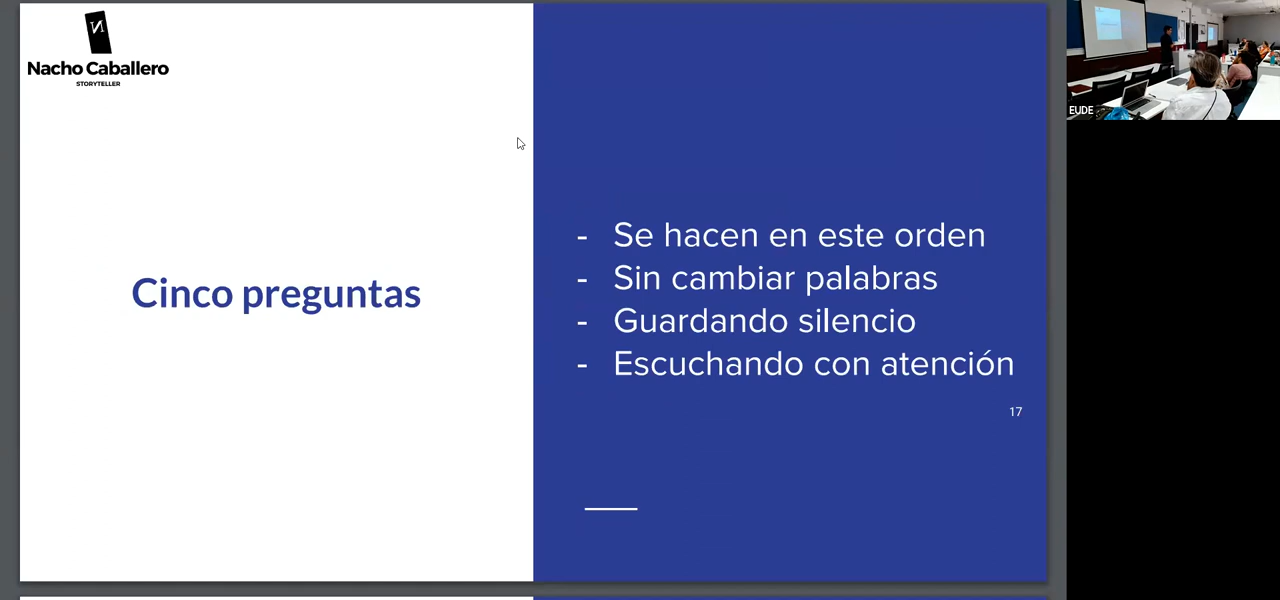 Nacho Caballero
STORYTELLER
Cinco preguntas
- Se hacen en este orden
- Sin cambiar palabras
- Guardando silencio
- Escuchando con atención
17
EUDE